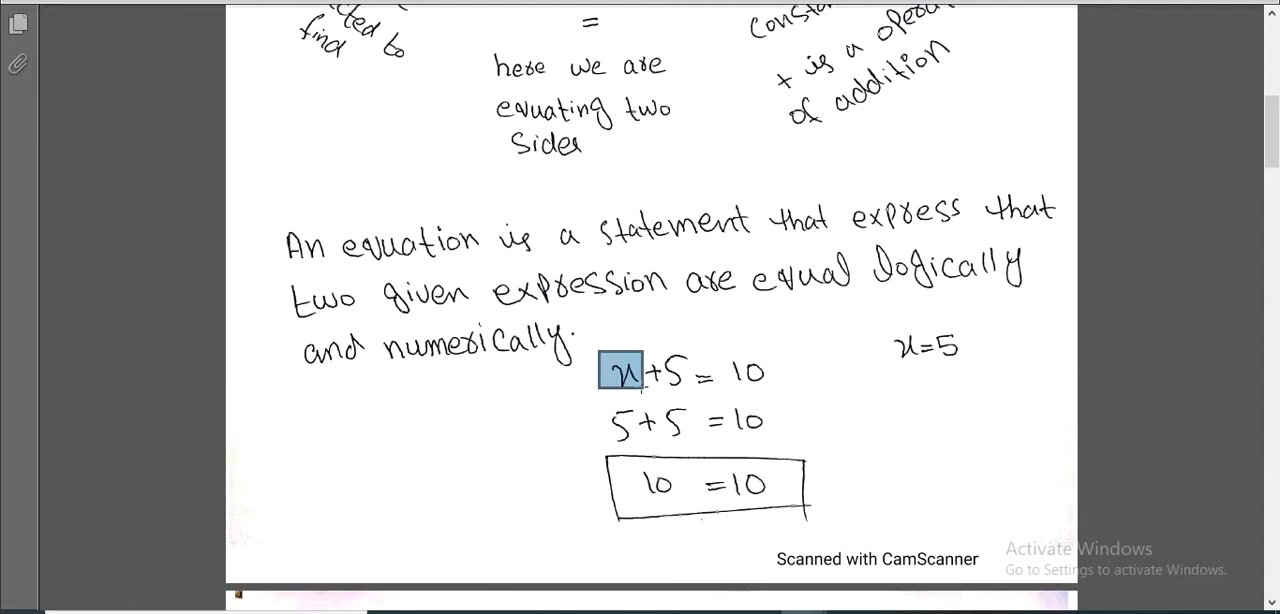 cted to
find
=
here we are
equating two
sides
+ is a
of addition
An equation is a statement that express that
two given expression are equal logically
and numerically.
x+5 = 10
x=5
5+5 = 10
10 = 10
Scanned with CamScanner
Activate Windows
Go to Settings to activate Windows.